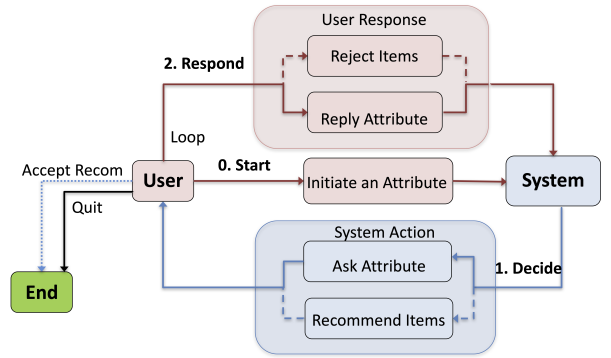 User Response
Reject Items
2. Respond
Reply Attribute
Loop
Accept Recom
0. Start
User
Initiate an Attribute
System
Quit
System Action
Ask Attribute
1. Decide
End
Recommend Items